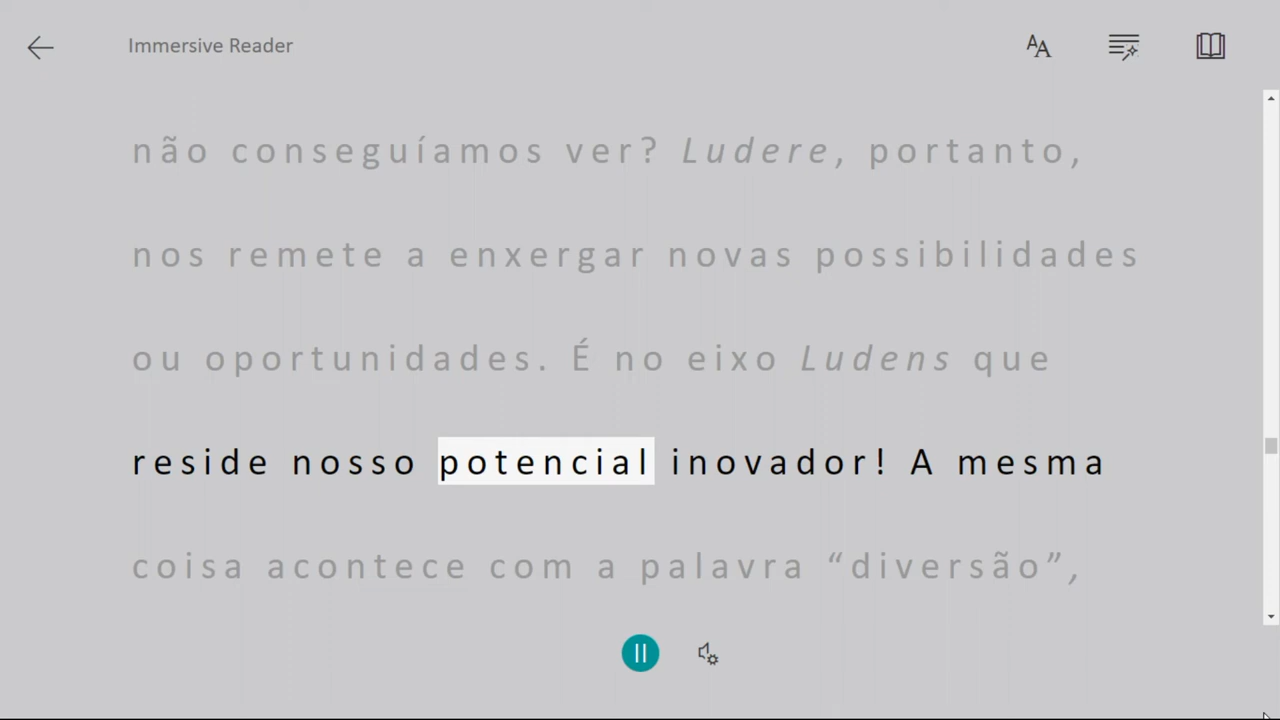 Immersive Reader
não conseguíamos ver? Ludere, portanto,
nos remete a enxergar novas possibilidades
ou oportunidades. É no eixo Ludens que
reside nosso potencial inovador! A mesma
coisa acontece com a palavra “diversão”,